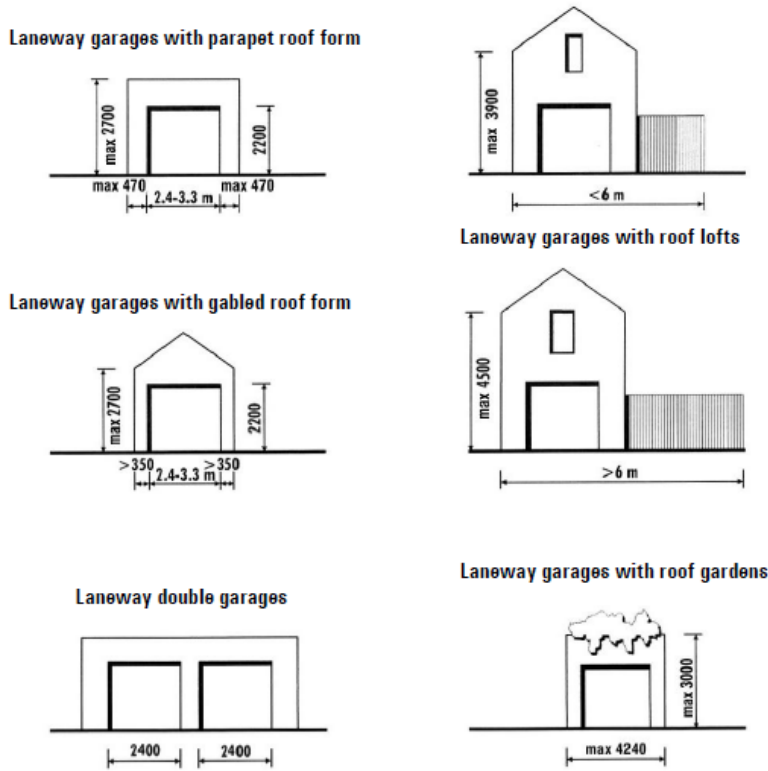 Laneway garages with parapet roof form
max 2700
2200
max 470
max 470
2.4-3.3 m
max 3900
<6 m
Laneway garages with roof lofts
Laneway garages with gabled roof form
max 2700
2200
>350
>350
2.4-3.3 m
max 4500
>6 m
Laneway double garages
2400
2400
Laneway garages with roof gardens
max 3000
max 4240